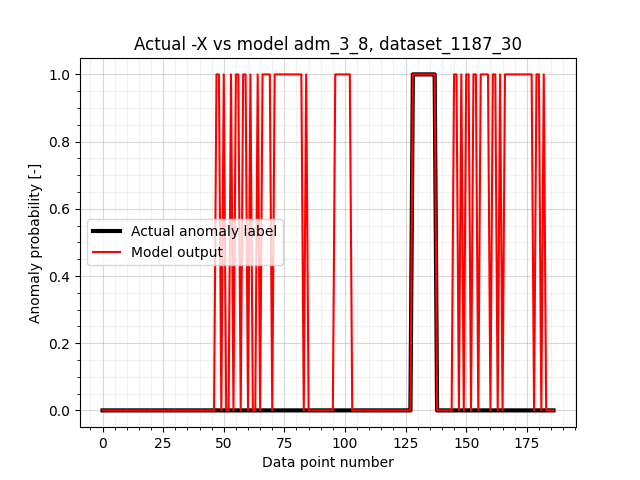 Actual -X vs model adm_3_8, dataset_1187_30
1.0
0.8
0.6
0.4
0.2
0.0
Anomaly probability [-]
Actual anomaly label
Model output
0 25 50 75 100 125 150 175
Data point number